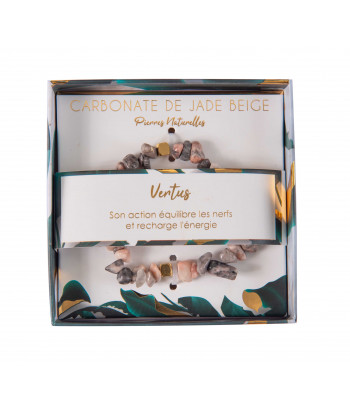 CARBONATE DE JADE BEIGE
Pierres Naturelles
Vertus
Son action équilibre les nerfs
et recharge l'énergie